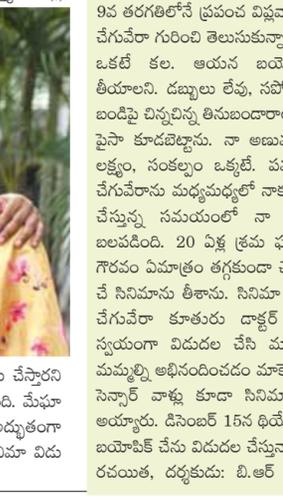 చేస్తారని
ది. మేఘా
ద్భుతంగా
నిమా విడు
9వ తరగతిలోనే ప్రపంచ విప్లవ
చేగువేరా గురించి తెలుసుకున్నా
ఒకటే కల. ఆయన బయో
తీయాలని. డబ్బులు లేవు, సపో
బండిపై చిన్నచిన్న తినుబండారాల
పైసా కూడబెట్టాను. నా అణు
లక్ష్యం, సంకల్పం ఒక్కటే.
చేగువేరాను మధ్యమధ్యలో నాక
చేస్తున్న సమయంలో నా
బలపడింది. 20 ఏళ్ల శ్రమ
గౌరవం ఏమాత్రం తగ్గకుండా
చే సినిమాను తీశాను. సినిమా
చేగువేరా కూతురు డాక్టర్
స్వయంగా విడుదల చేసి
మమ్మల్ని అభినందించడం మాక
సెన్సార్ వాళ్లు కూడా సినిమా
అయ్యారు. డిసెంబర్ 15న థియే
బయోపిక్ చేను విడుదల చేస్తున్న
రచయిత, దర్శకుడు: బి.ఆర్